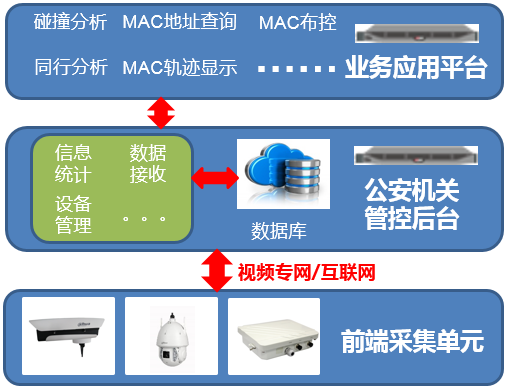 碰撞分析 MAC地址查询 MAC布控
同行分析 MAC轨迹显示 ······ 业务应用平台
信息统计 数据接收
设备管理 。。。
数据库
公安机关
管控后台
视频专网/互联网
alhua
前端采集单元